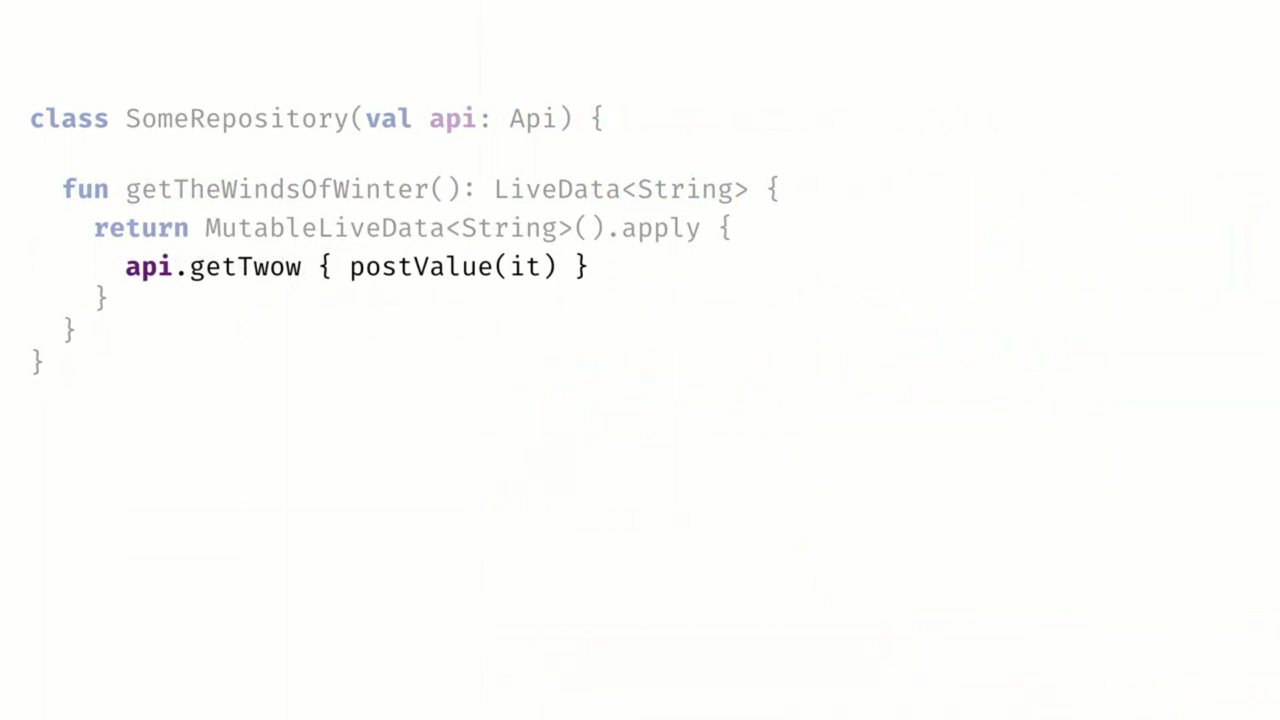 class SomeRepository(val api: Api) {
fun getTheWindsOfWinter(): LiveData<String> {
return MutableLiveData<String>().apply {
api.getTwow { postValue(it) }
}
}
}